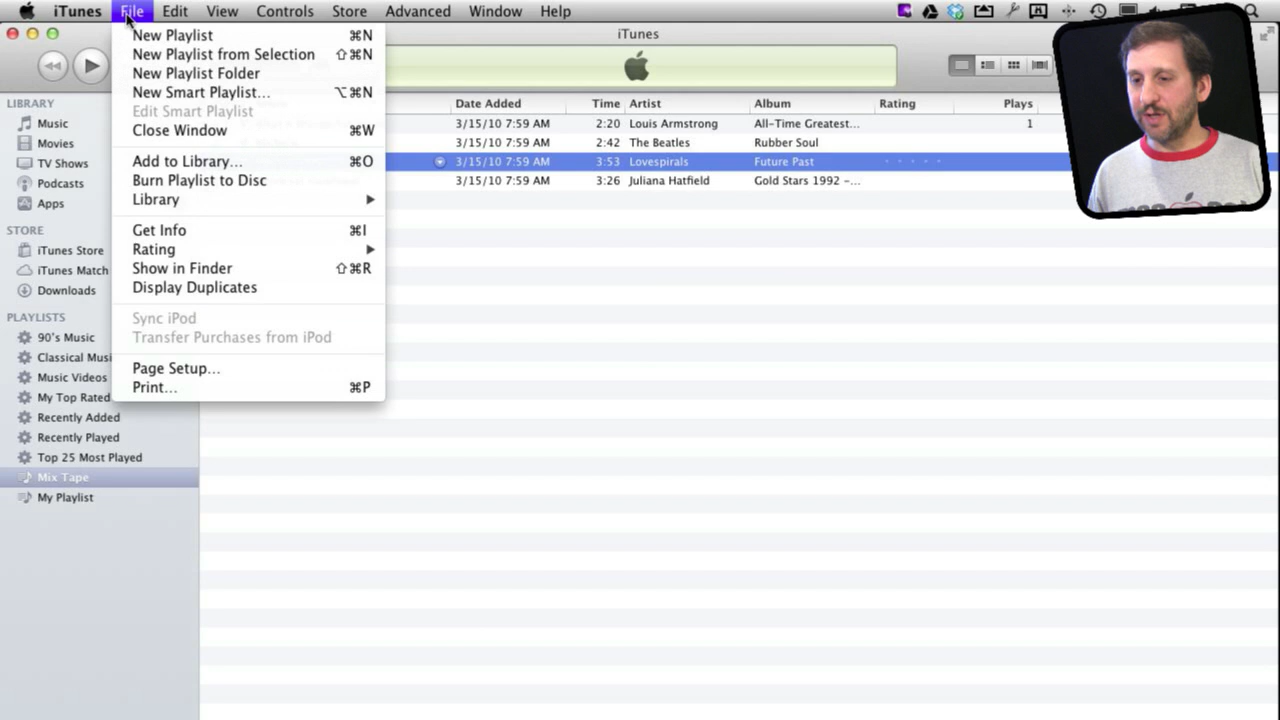 iTunes File Edit View Controls Store Advanced Window Help
iTunes
New Playlist ⌘N
New Playlist from Selection ⇧⌘N
New Playlist Folder
New Smart Playlist... ⌥⌘N
Edit Smart Playlist
Close Window ⌘W
Add to Library... ⌘O
Burn Playlist to Disc
Library
Get Info ⌘I
Rating
Show in Finder ⇧⌘R
Display Duplicates
Sync iPod
Transfer Purchases from iPod
Page Setup...
Print... ⌘P
LIBRARY
Music
Movies
TV Shows
Podcasts
Apps
STORE
iTunes Store
iTunes Match
Downloads
PLAYLISTS
90's Music
Classical Musi
Music Videos
My Top Rated
Recently Added
Recently Played
Top 25 Most Played
Mix Tape
My Playlist
Date Added Time Artist Album Rating Plays
3/15/10 7:59 AM 2:20 Louis Armstrong All-Time Greatest... 1
3/15/10 7:59 AM 2:42 The Beatles Rubber Soul
3/15/10 7:59 AM 3:53 Lovespirals Future Past
3/15/10 7:59 AM 3:26 Juliana Hatfield Gold Stars 1992 –...